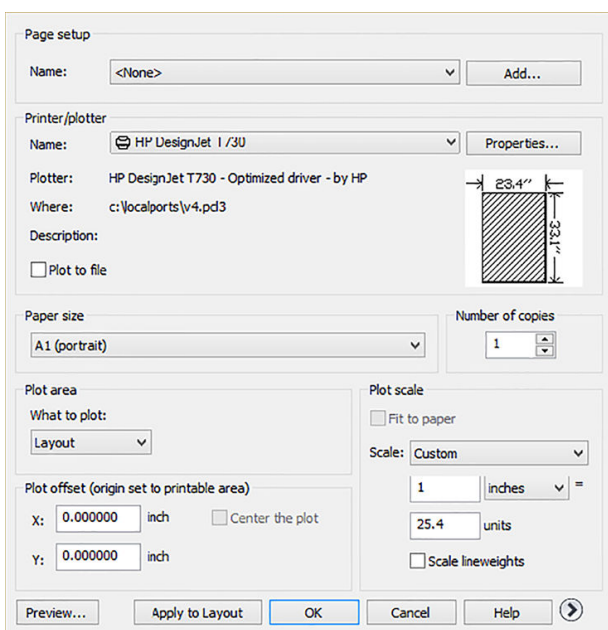 Page setup
Name: <None> Add...
Printer/plotter
Name: HP DesignJet T730 Properties...
Plotter: HP DesignJet T730 - Optimized driver - by HP
Where: c:\localports\v4.pcl3
Description:
Plot to file
23.4"
33.1"
Paper size
A1 (portrait)
Number of copies
1
Plot area
What to plot:
Layout
Plot scale
Fit to paper
Scale: Custom
1 inches =
25.4 units
Scale lineweights
Plot offset (origin set to printable area)
X: 0.000000 inch Center the plot
Y: 0.000000 inch
Preview... Apply to Layout OK Cancel Help